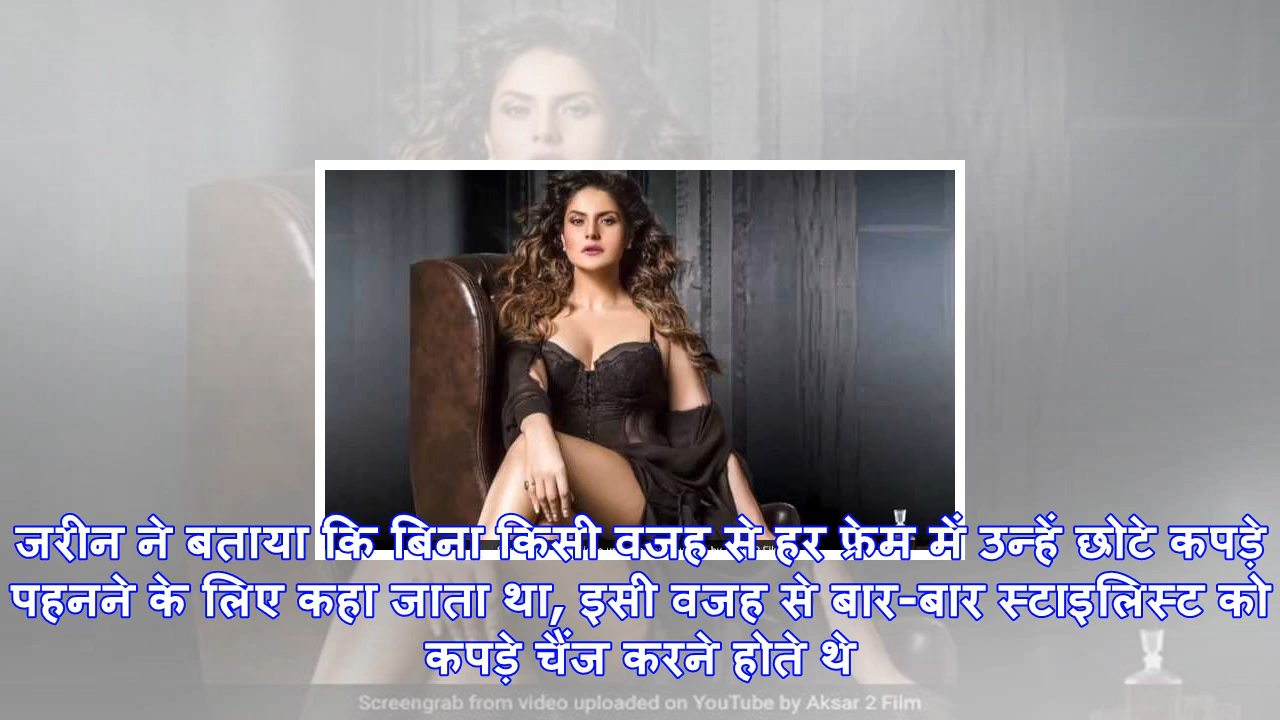 जरीन ने बताया कि बिना किसी वजह से हर फ्रेम में उन्हें छोटे कपड़े
पहनने के लिए कहा जाता था, इसी वजह से बार-बार स्टाइलिस्ट को
कपड़े चैंज करने होते थे
Screengrab from video uploaded on YouTube by Aksar 2 Film